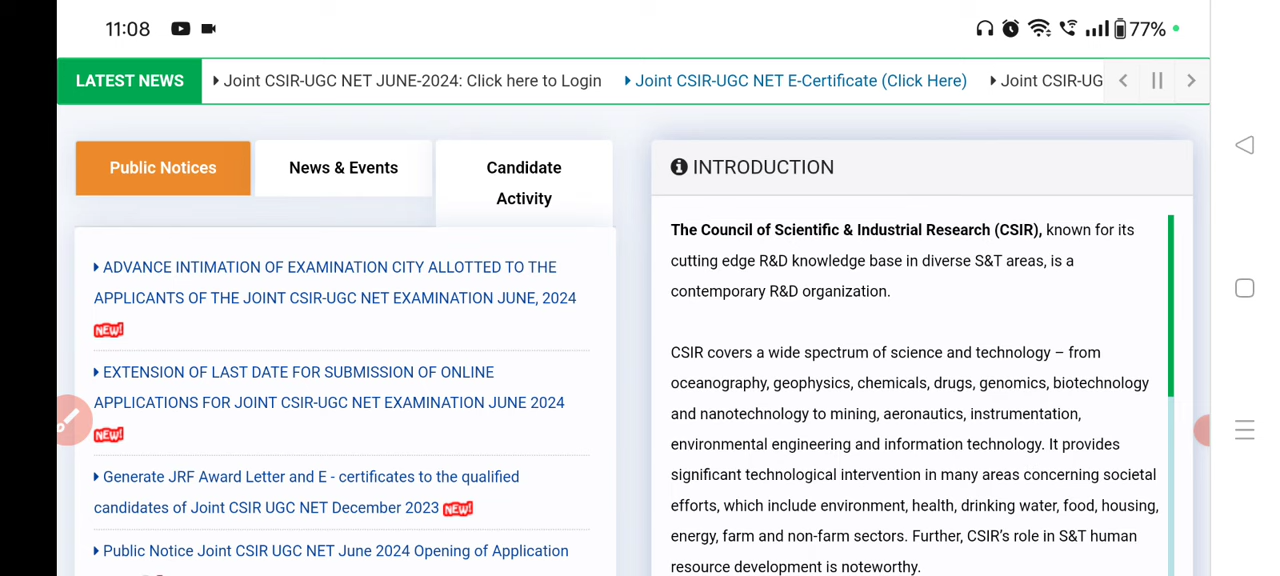 11:08
77%
LATEST NEWS
Joint CSIR-UGC NET JUNE-2024: Click here to Login
Joint CSIR-UGC NET E-Certificate (Click Here)
Joint CSIR-UG
Public Notices
News & Events
Candidate
Activity
ADVANCE INTIMATION OF EXAMINATION CITY ALLOTTED TO THE
APPLICANTS OF THE JOINT CSIR-UGC NET EXAMINATION JUNE, 2024
NEW!
EXTENSION OF LAST DATE FOR SUBMISSION OF ONLINE
APPLICATIONS FOR JOINT CSIR-UGC NET EXAMINATION JUNE 2024
NEW!
Generate JRF Award Letter and E - certificates to the qualified
candidates of Joint CSIR UGC NET December 2023 NEW!
Public Notice Joint CSIR UGC NET June 2024 Opening of Application
INTRODUCTION
The Council of Scientific & Industrial Research (CSIR), known for its
cutting edge R&D knowledge base in diverse S&T areas, is a
contemporary R&D organization.
CSIR covers a wide spectrum of science and technology – from
oceanography, geophysics, chemicals, drugs, genomics, biotechnology
and nanotechnology to mining, aeronautics, instrumentation,
environmental engineering and information technology. It provides
significant technological intervention in many areas concerning societal
efforts, which include environment, health, drinking water, food, housing,
energy, farm and non-farm sectors. Further, CSIR's role in S&T human
resource development is noteworthy.